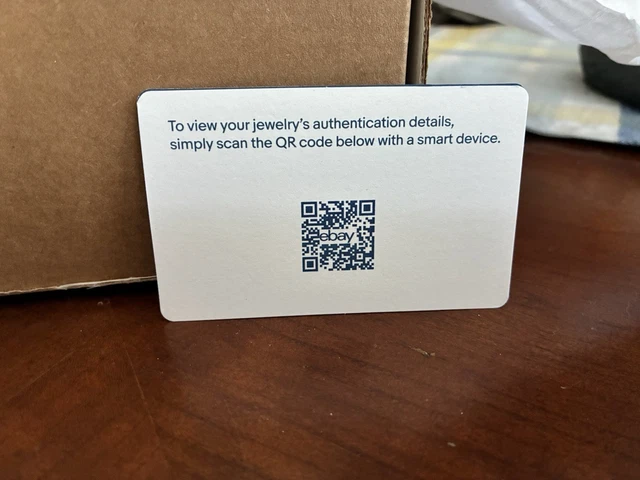 To view your jewelry's authentication details,
simply scan the QR code below with a smart device.
ebay